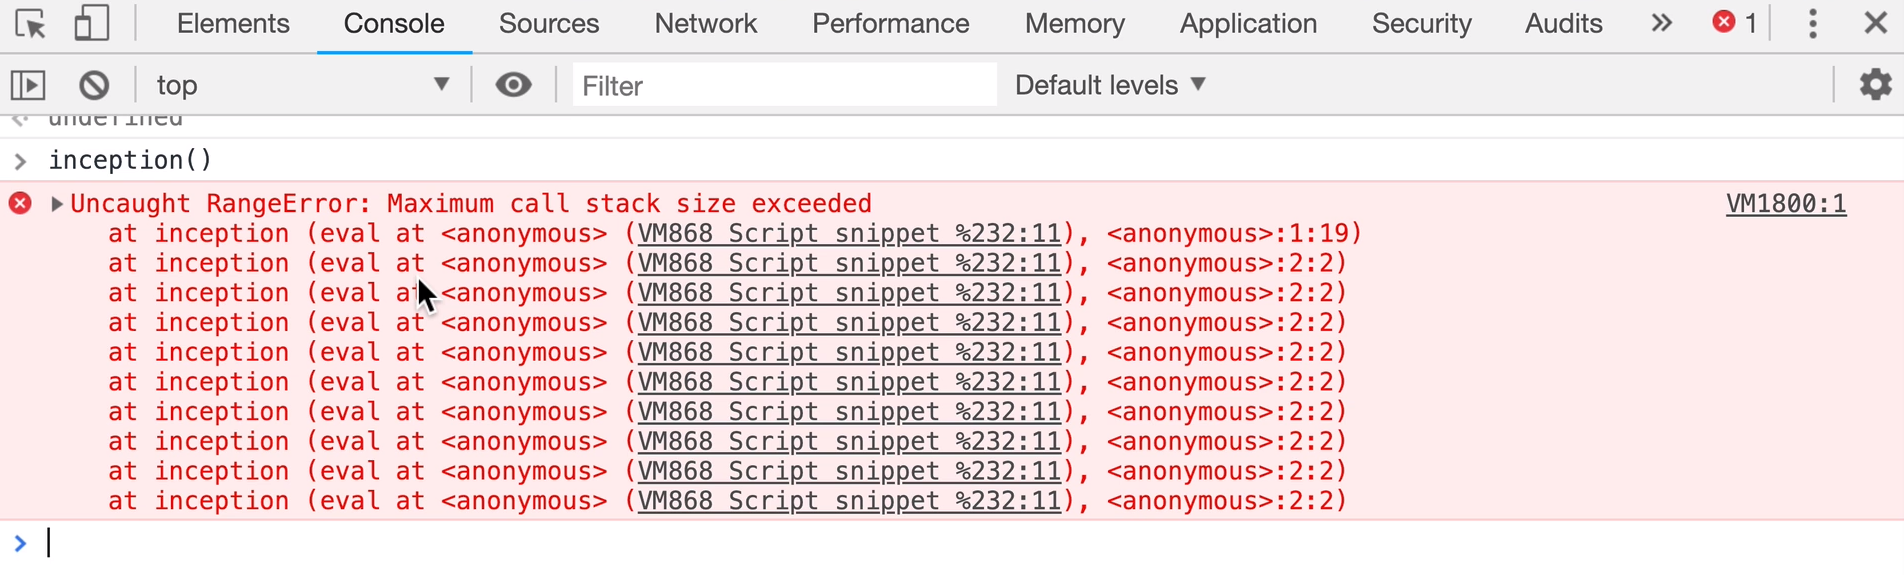 Elements Console Sources Network Performance Memory Application Security Audits » 1
top Filter Default levels
undefined
inception()
Uncaught RangeError: Maximum call stack size exceeded VM1800:1
at inception (eval at <anonymous> (VM868 Script snippet %232:11), <anonymous>:1:19)
at inception (eval at <anonymous> (VM868 Script snippet %232:11), <anonymous>:2:2)
at inception (eval at <anonymous> (VM868 Script snippet %232:11), <anonymous>:2:2)
at inception (eval at <anonymous> (VM868 Script snippet %232:11), <anonymous>:2:2)
at inception (eval at <anonymous> (VM868 Script snippet %232:11), <anonymous>:2:2)
at inception (eval at <anonymous> (VM868 Script snippet %232:11), <anonymous>:2:2)
at inception (eval at <anonymous> (VM868 Script snippet %232:11), <anonymous>:2:2)
at inception (eval at <anonymous> (VM868 Script snippet %232:11), <anonymous>:2:2)
at inception (eval at <anonymous> (VM868 Script snippet %232:11), <anonymous>:2:2)
at inception (eval at <anonymous> (VM868 Script snippet %232:11), <anonymous>:2:2)